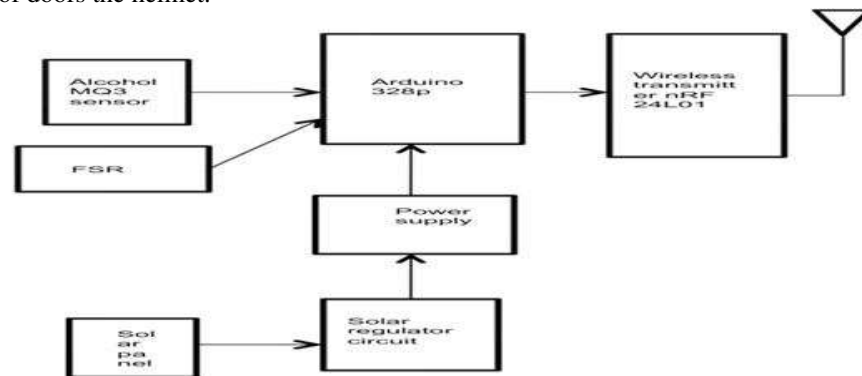 of doors the helmet.
Alcohol
MQ3
sensor
Arduino
328p
Wireless
transmitt
er nRF
24L01
FSR
Power
supply
Solar
regulator
circuit
Sol
ar
pa
nel